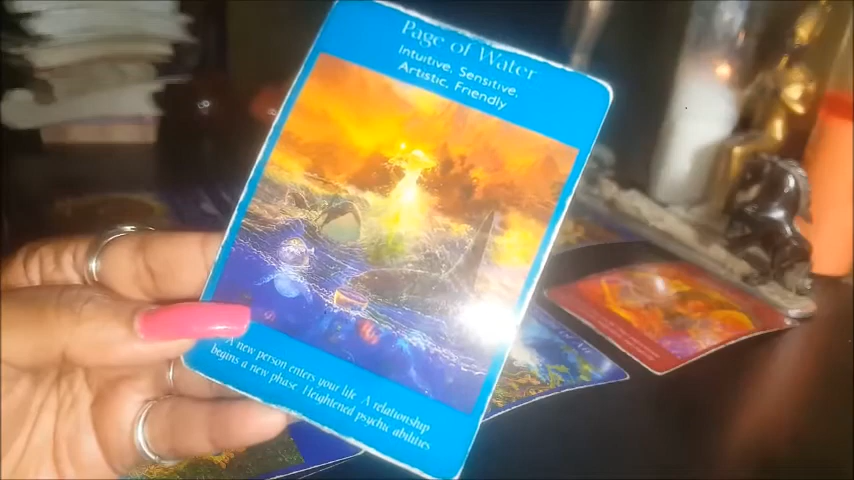 Page of Water
Intuitive, Sensitive,
Artistic, Friendly
A new person enters your life. A relationship
begins a new phase. Heightened psychic abilities